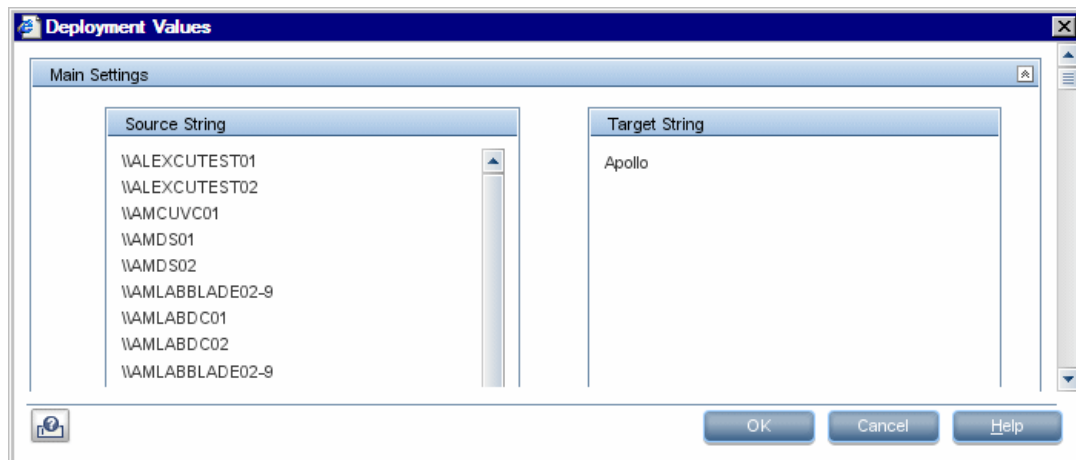 Deployment Values
Main Settings
Source String
Target String
\\ALEXCUTEST01
Apollo
\\ALEXCUTEST02
\\AMCUVC01
\\AMDS01
\\AMDS02
\\AMLABBLADE02-9
\\AMLABDC01
\\AMLABDC02
\\AMLABBLADE02-9
OK
Cancel
Help